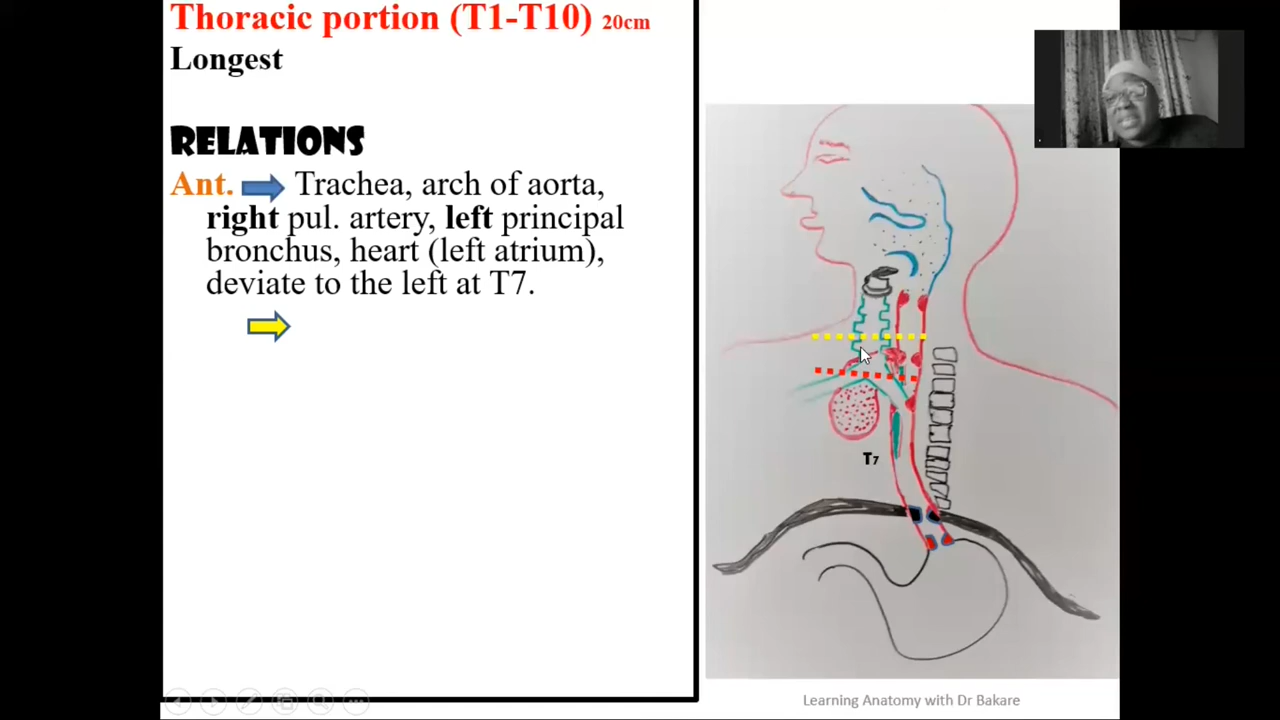 Thoracic portion (T1-T10) 20cm
Longest
RELATIONS
Ant. Trachea, arch of aorta,
right pul. artery, left principal
bronchus, heart (left atrium),
deviate to the left at T7.
T7
Learning Anatomy with Dr Bakare